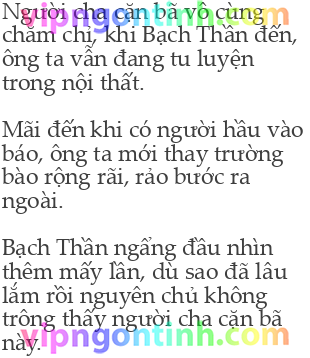 Người cha cặn bã vô cùng
chăm chỉ, khi Bạch Thần đến,
ông ta vẫn đang tu luyện
trong nội thất.
Mãi đến khi có người hầu vào
báo, ông ta mới thay trường
bào rộng rãi, rảo bước ra
ngoài.
Bạch Thần ngẩng đầu nhìn
thêm mấy lần, dù sao đã lâu
lắm rồi nguyên chủ không
trông thấy người cha cặn bã
này.
vipngontinh.com
vipngontinh.com